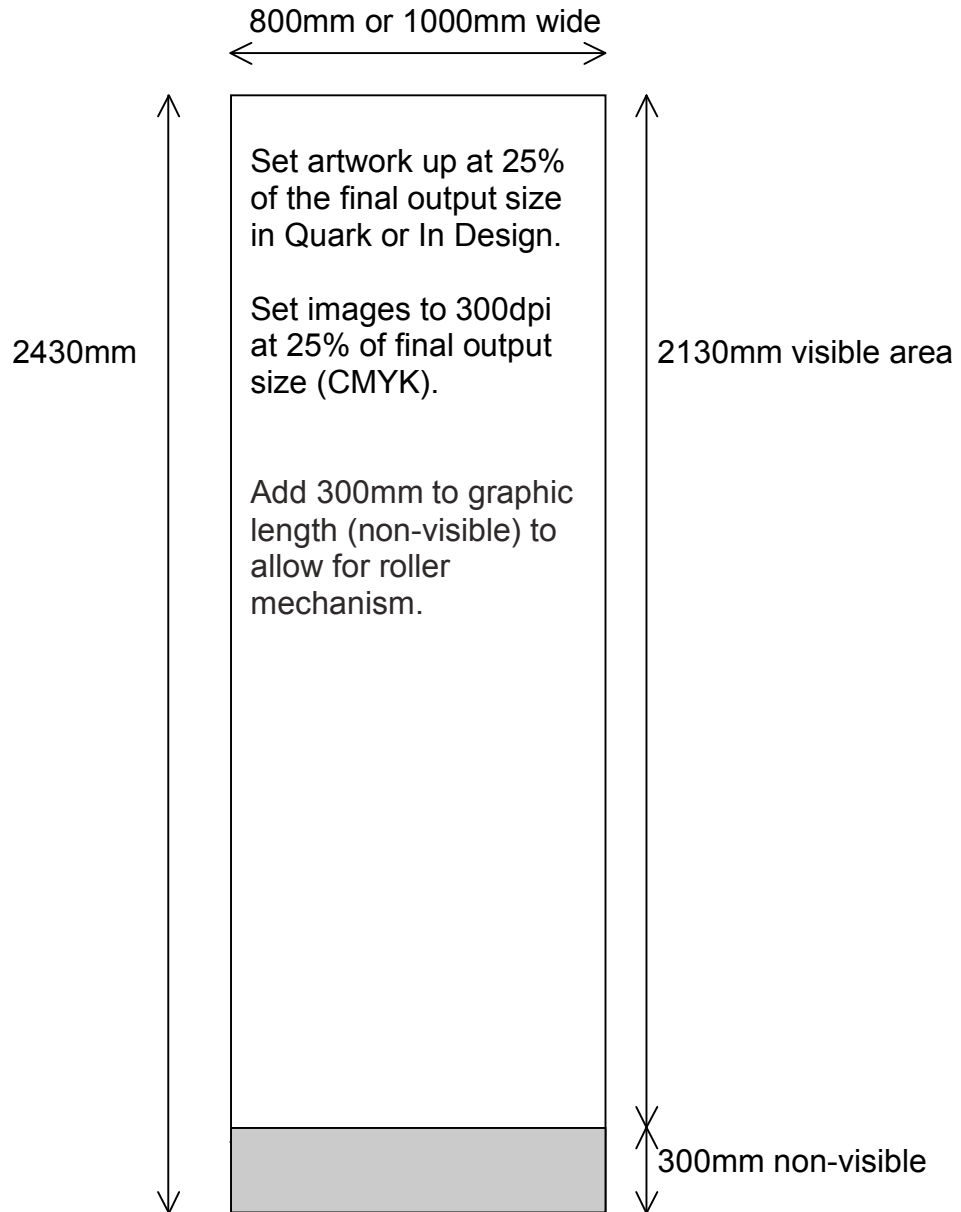 800mm or 1000mm wide
Set artwork up at 25%
of the final output size
in Quark or In Design.
Set images to 300dpi
at 25% of final output
size (CMYK).
2430mm
2130mm visible area
Add 300mm to graphic
length (non-visible) to
allow for roller
mechanism.
300mm non-visible